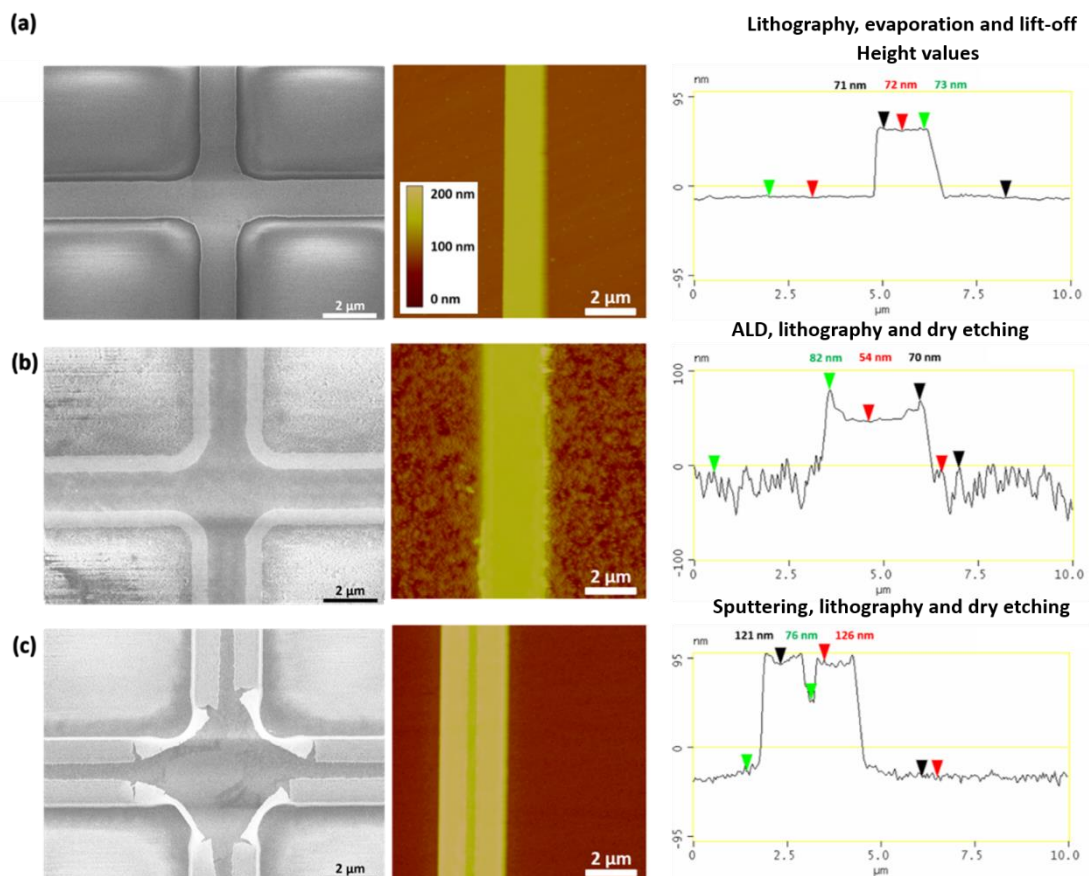 (a)
Lithography, evaporation and lift-off
Height values
2 µm
200 nm
100 nm
0 nm
2 µm
nm
71 nm 72 nm 73 nm
95
0
-95
0 2.5 5.0 7.5 10.0
µm
ALD, lithography and dry etching
(b)
2 µm
2 µm
nm
82 nm 54 nm 70 nm
100
0
-100
0 2.5 5.0 7.5 10.0
µm
Sputtering, lithography and dry etching
(c)
2 µm
2 µm
nm
121 nm 76 nm 126 nm
95
0
-95
0 2.5 5.0 7.5 10.0
µm